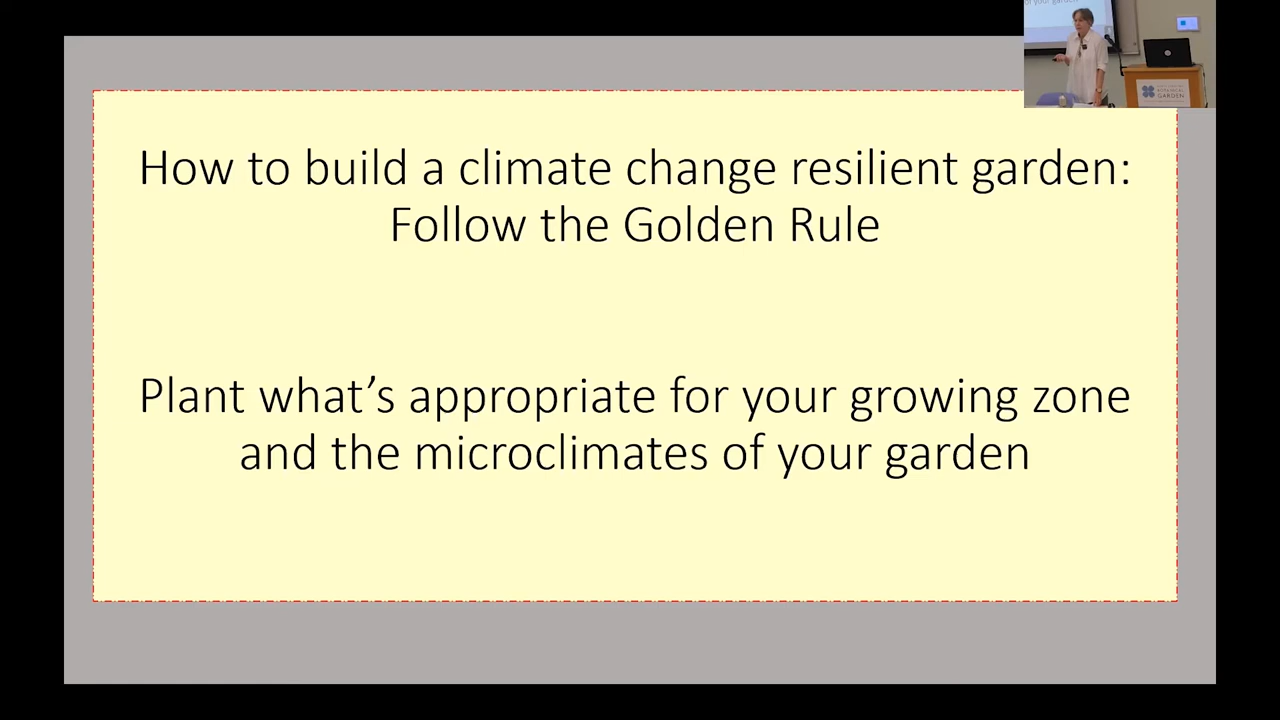 How to build a climate change resilient garden:
Follow the Golden Rule
Plant what's appropriate for your growing zone
and the microclimates of your garden
GARDEN